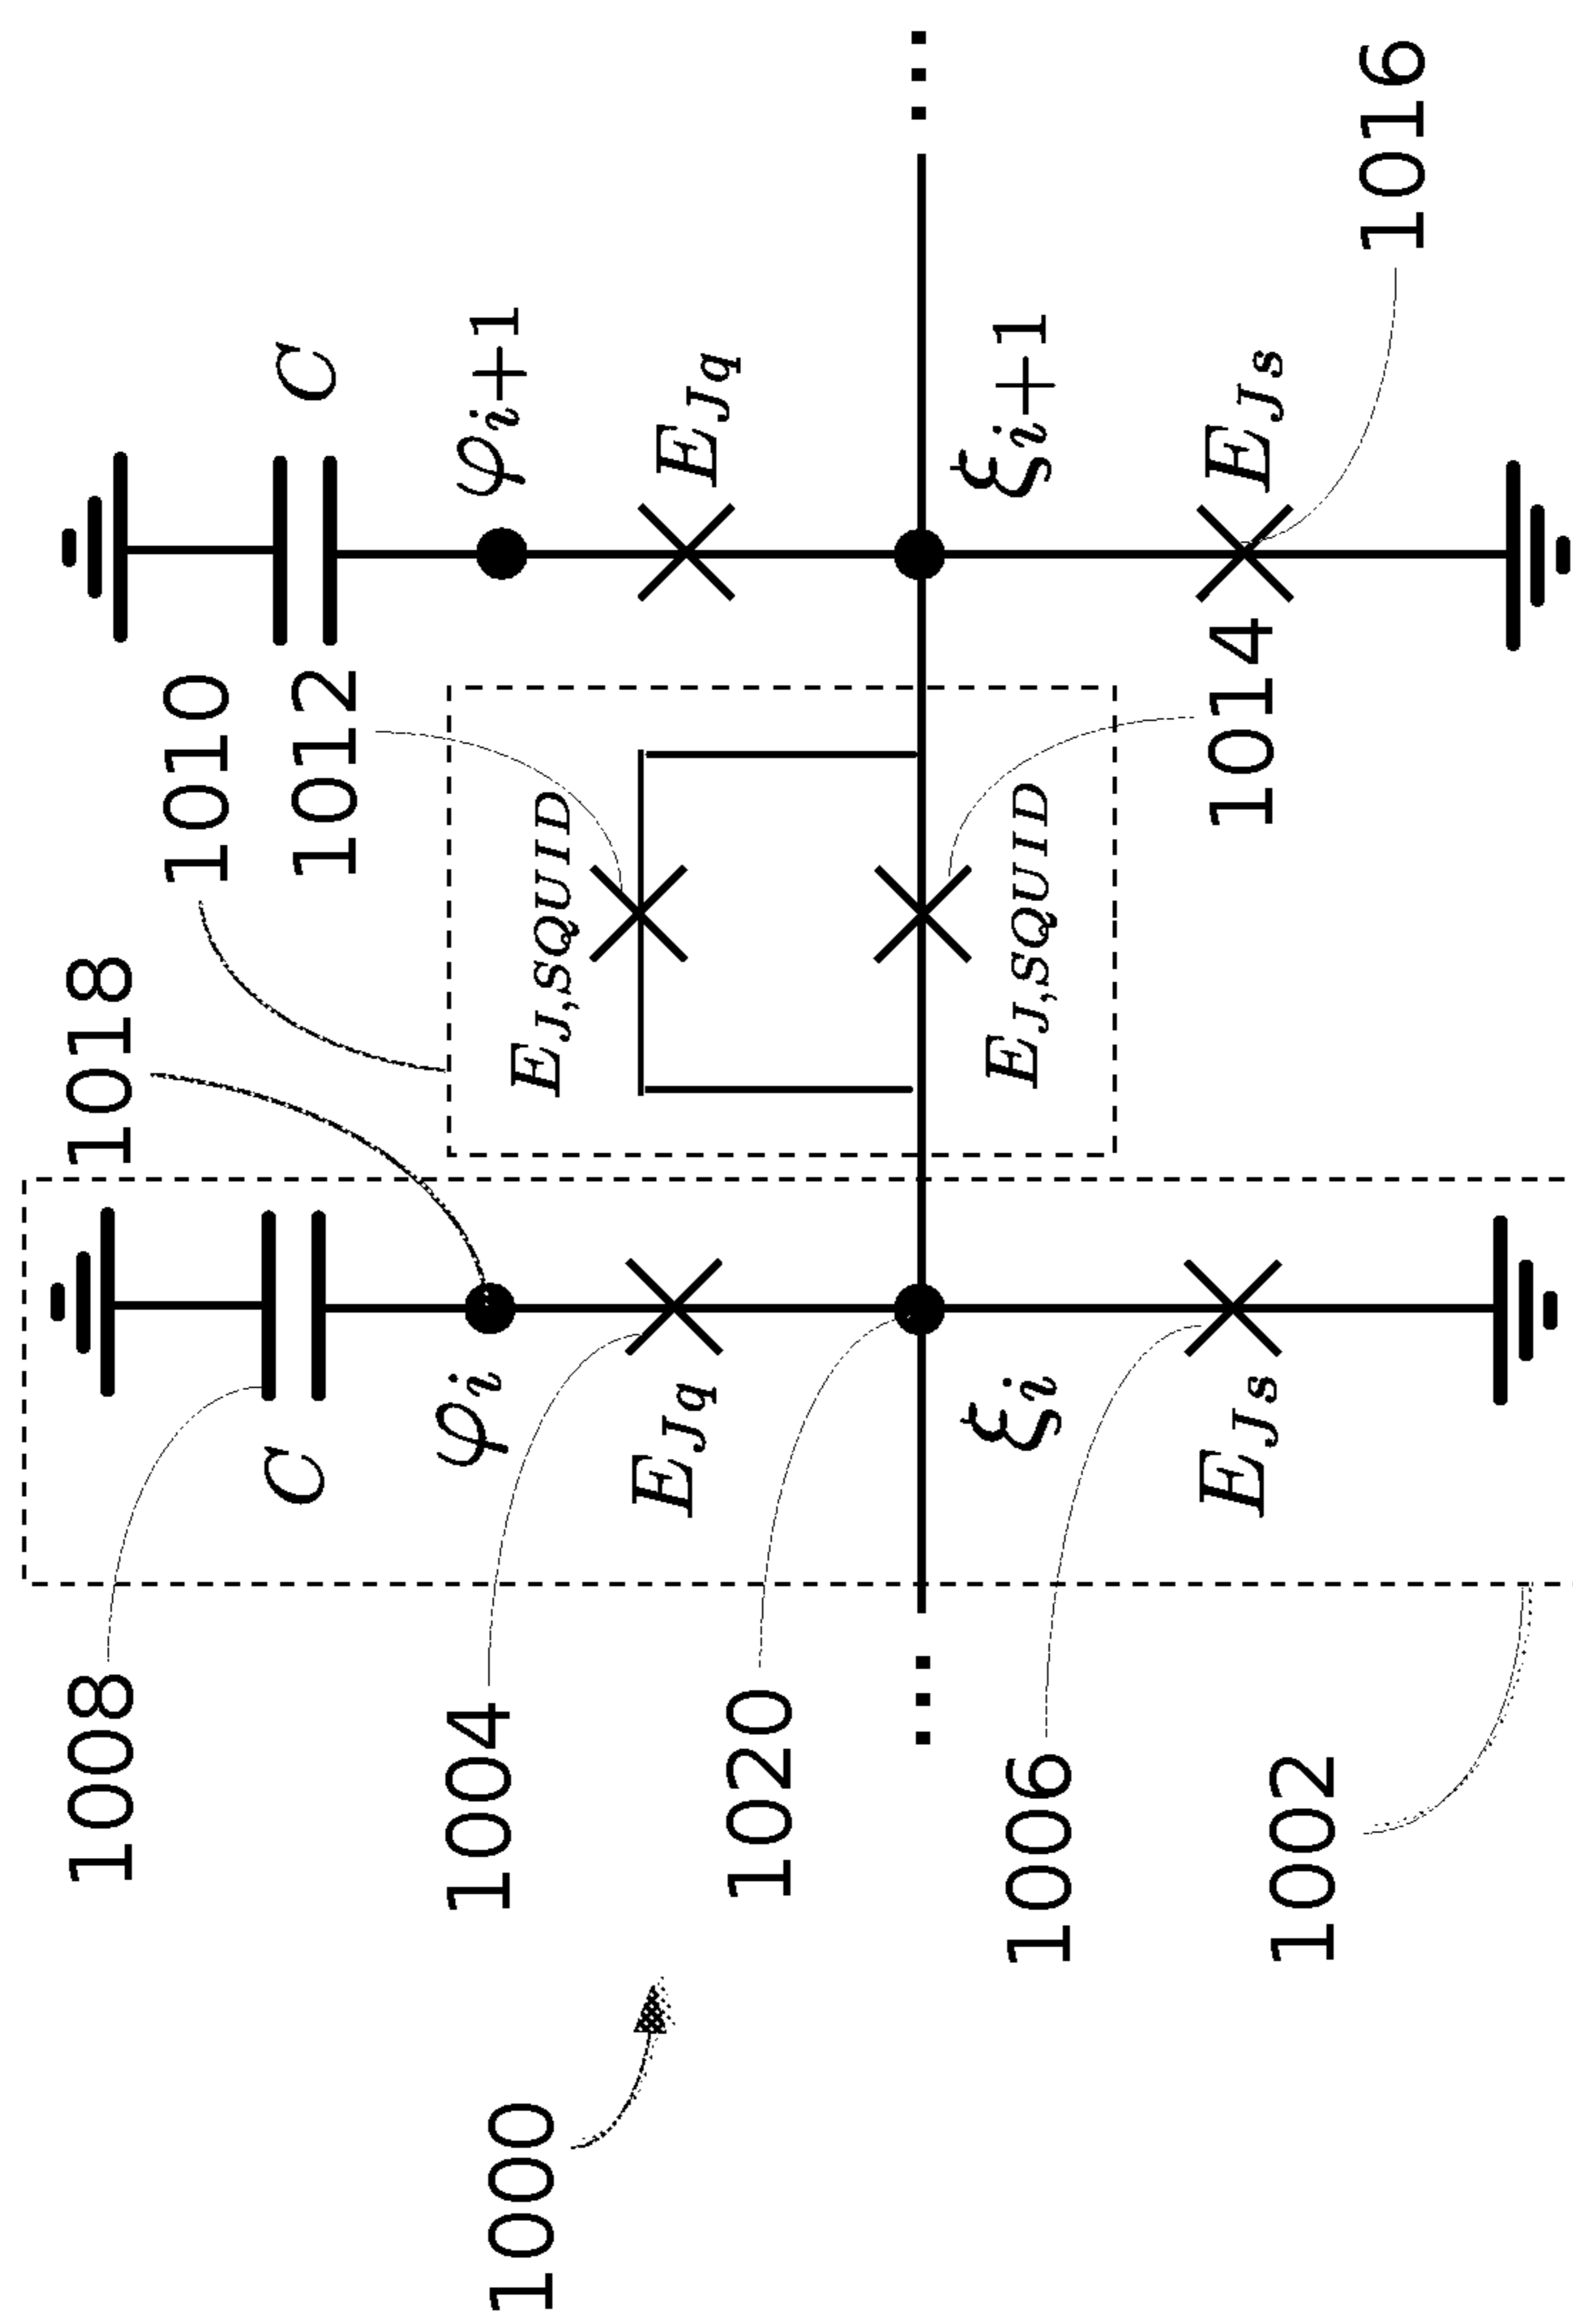 1008
1018
1010
C
1012
C
1004
φi
φi+1
1000
EJ,SQUID
EJq
EJq
1020
...
...
ξi
EJ,SQUID
ξi+1
1006
EJs
1014
EJs
1002
1016